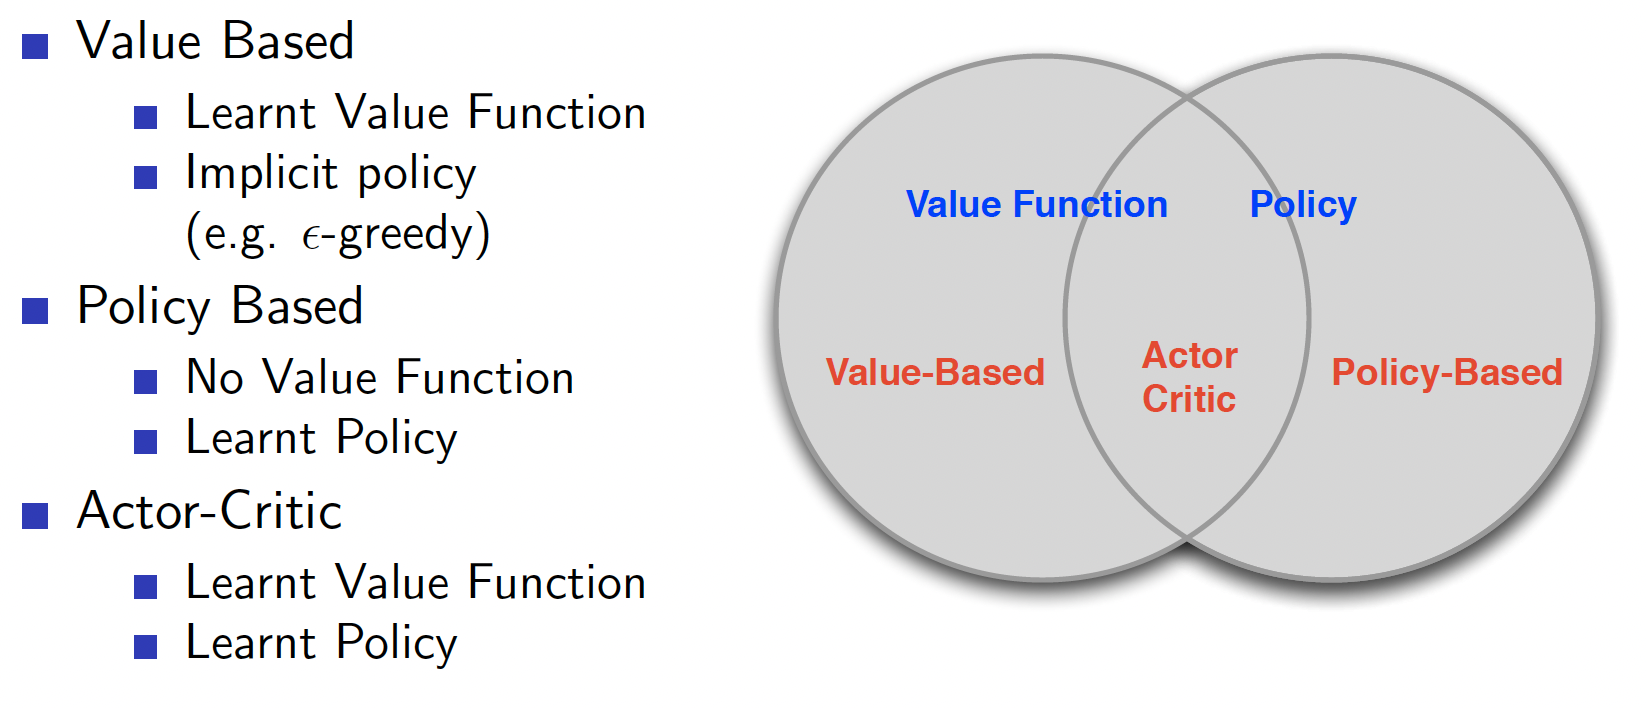 Value Based
Learnt Value Function
Implicit policy
(e.g. ϵ-greedy)
Policy Based
No Value Function
Learnt Policy
Actor-Critic
Learnt Value Function
Learnt Policy
Value Function
Policy
Value-Based
Actor
Critic
Policy-Based